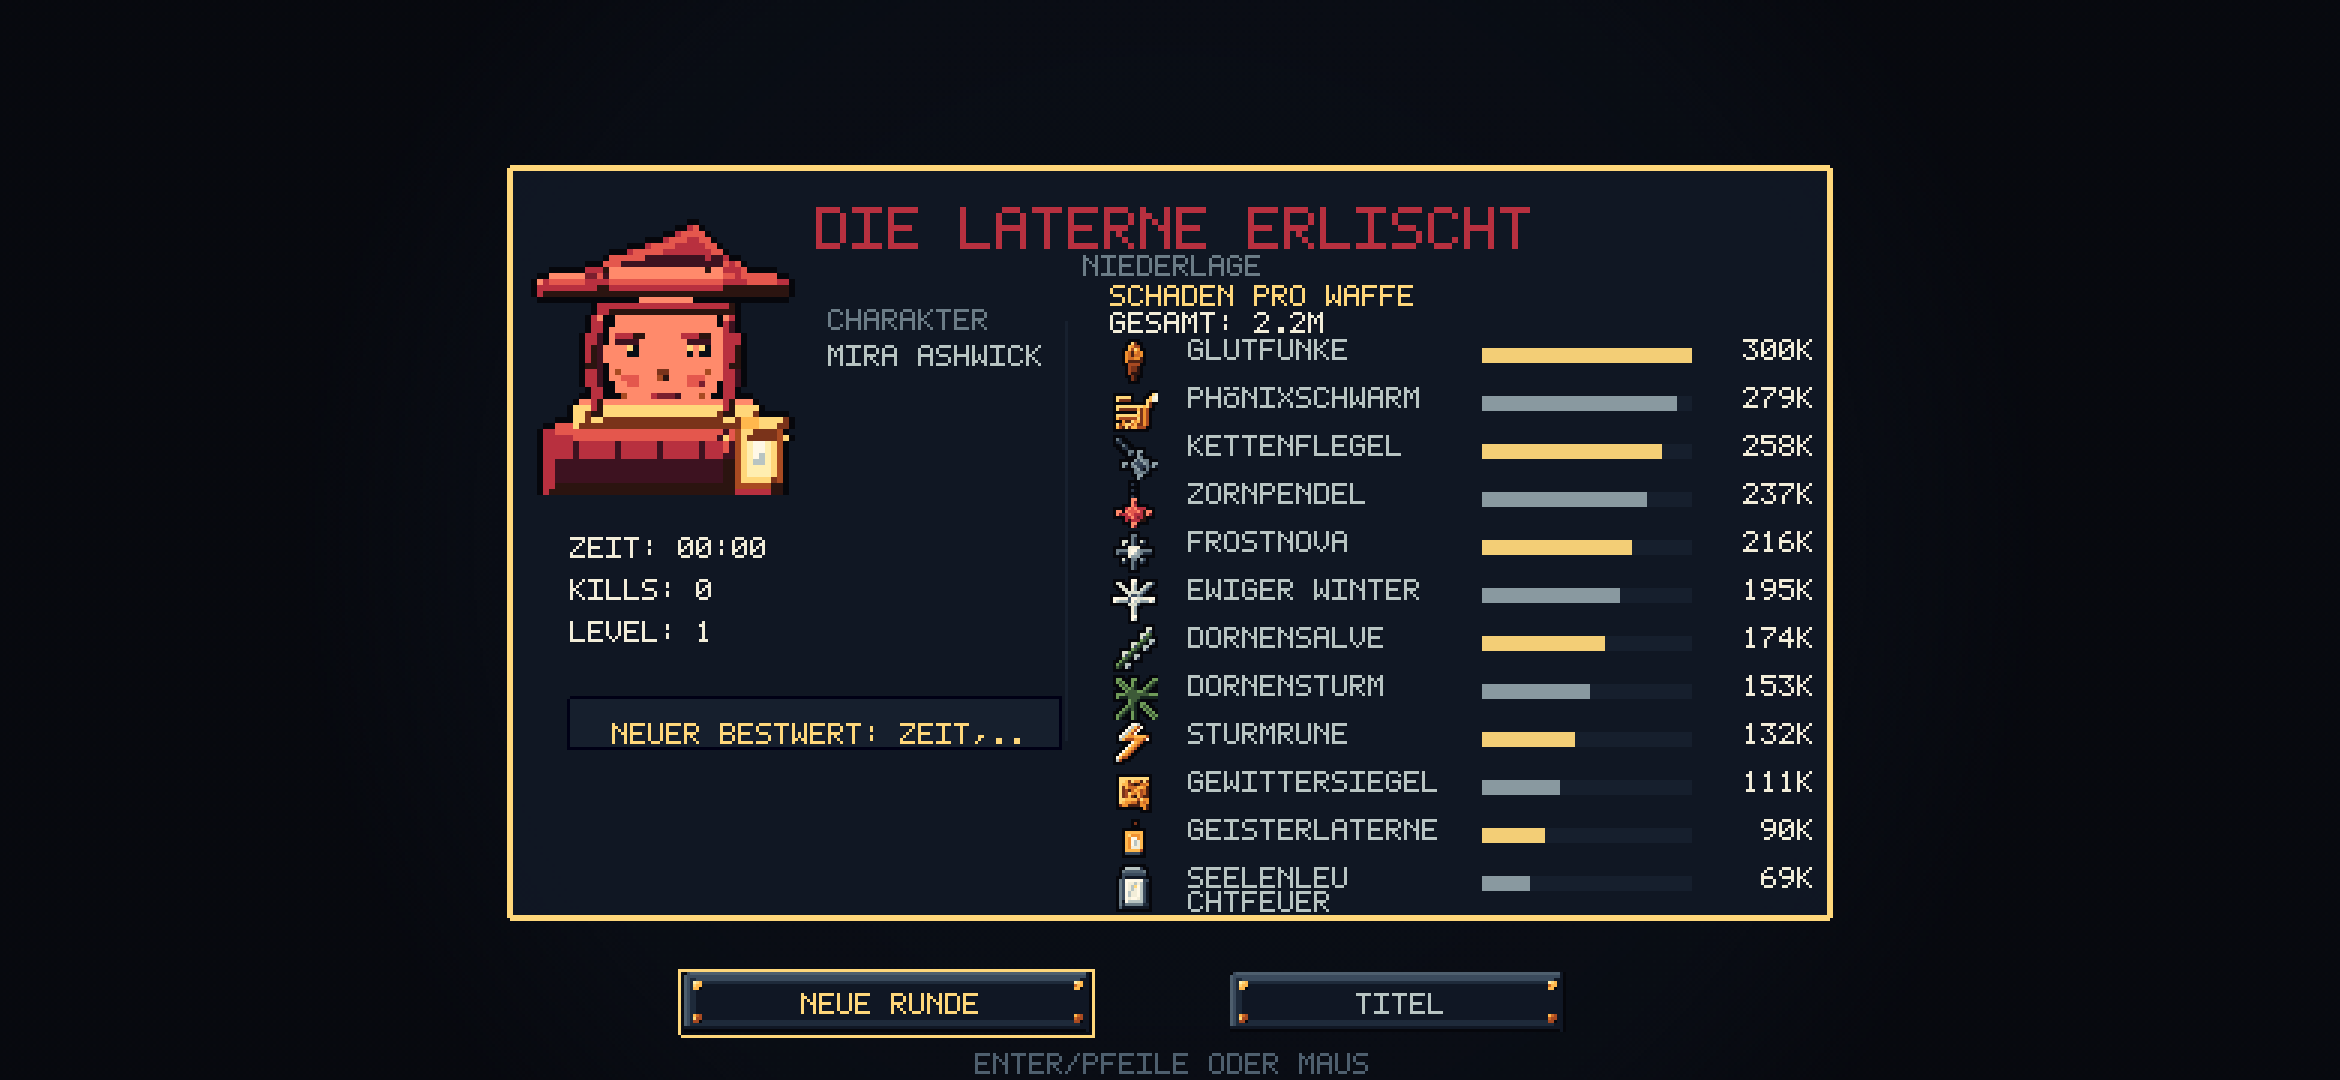 DIE LATERNE ERLISCHT
NIEDERLAGE
CHARAKTER
MIRA ASHWICK
ZEIT: 00:00
KILLS: 0
LEVEL: 1
NEUER BESTWERT: ZEIT,..
SCHADEN PRO WAFFE
GESAMT: 2.2M
GLUTFUNKE 300K
PHöNIXSCHWARM 279K
KETTENFLEGEL 258K
ZORNPENDEL 237K
FROSTNOVA 216K
EWIGER WINTER 195K
DORNENSALVE 174K
DORNENSTURM 153K
STURMRUNE 132K
GEWITTERSIEGEL 111K
GEISTERLATERNE 90K
SEELENLEU 69K
CHTFEUER
NEUE RUNDE
TITEL
ENTER/PFEILE ODER MAUS